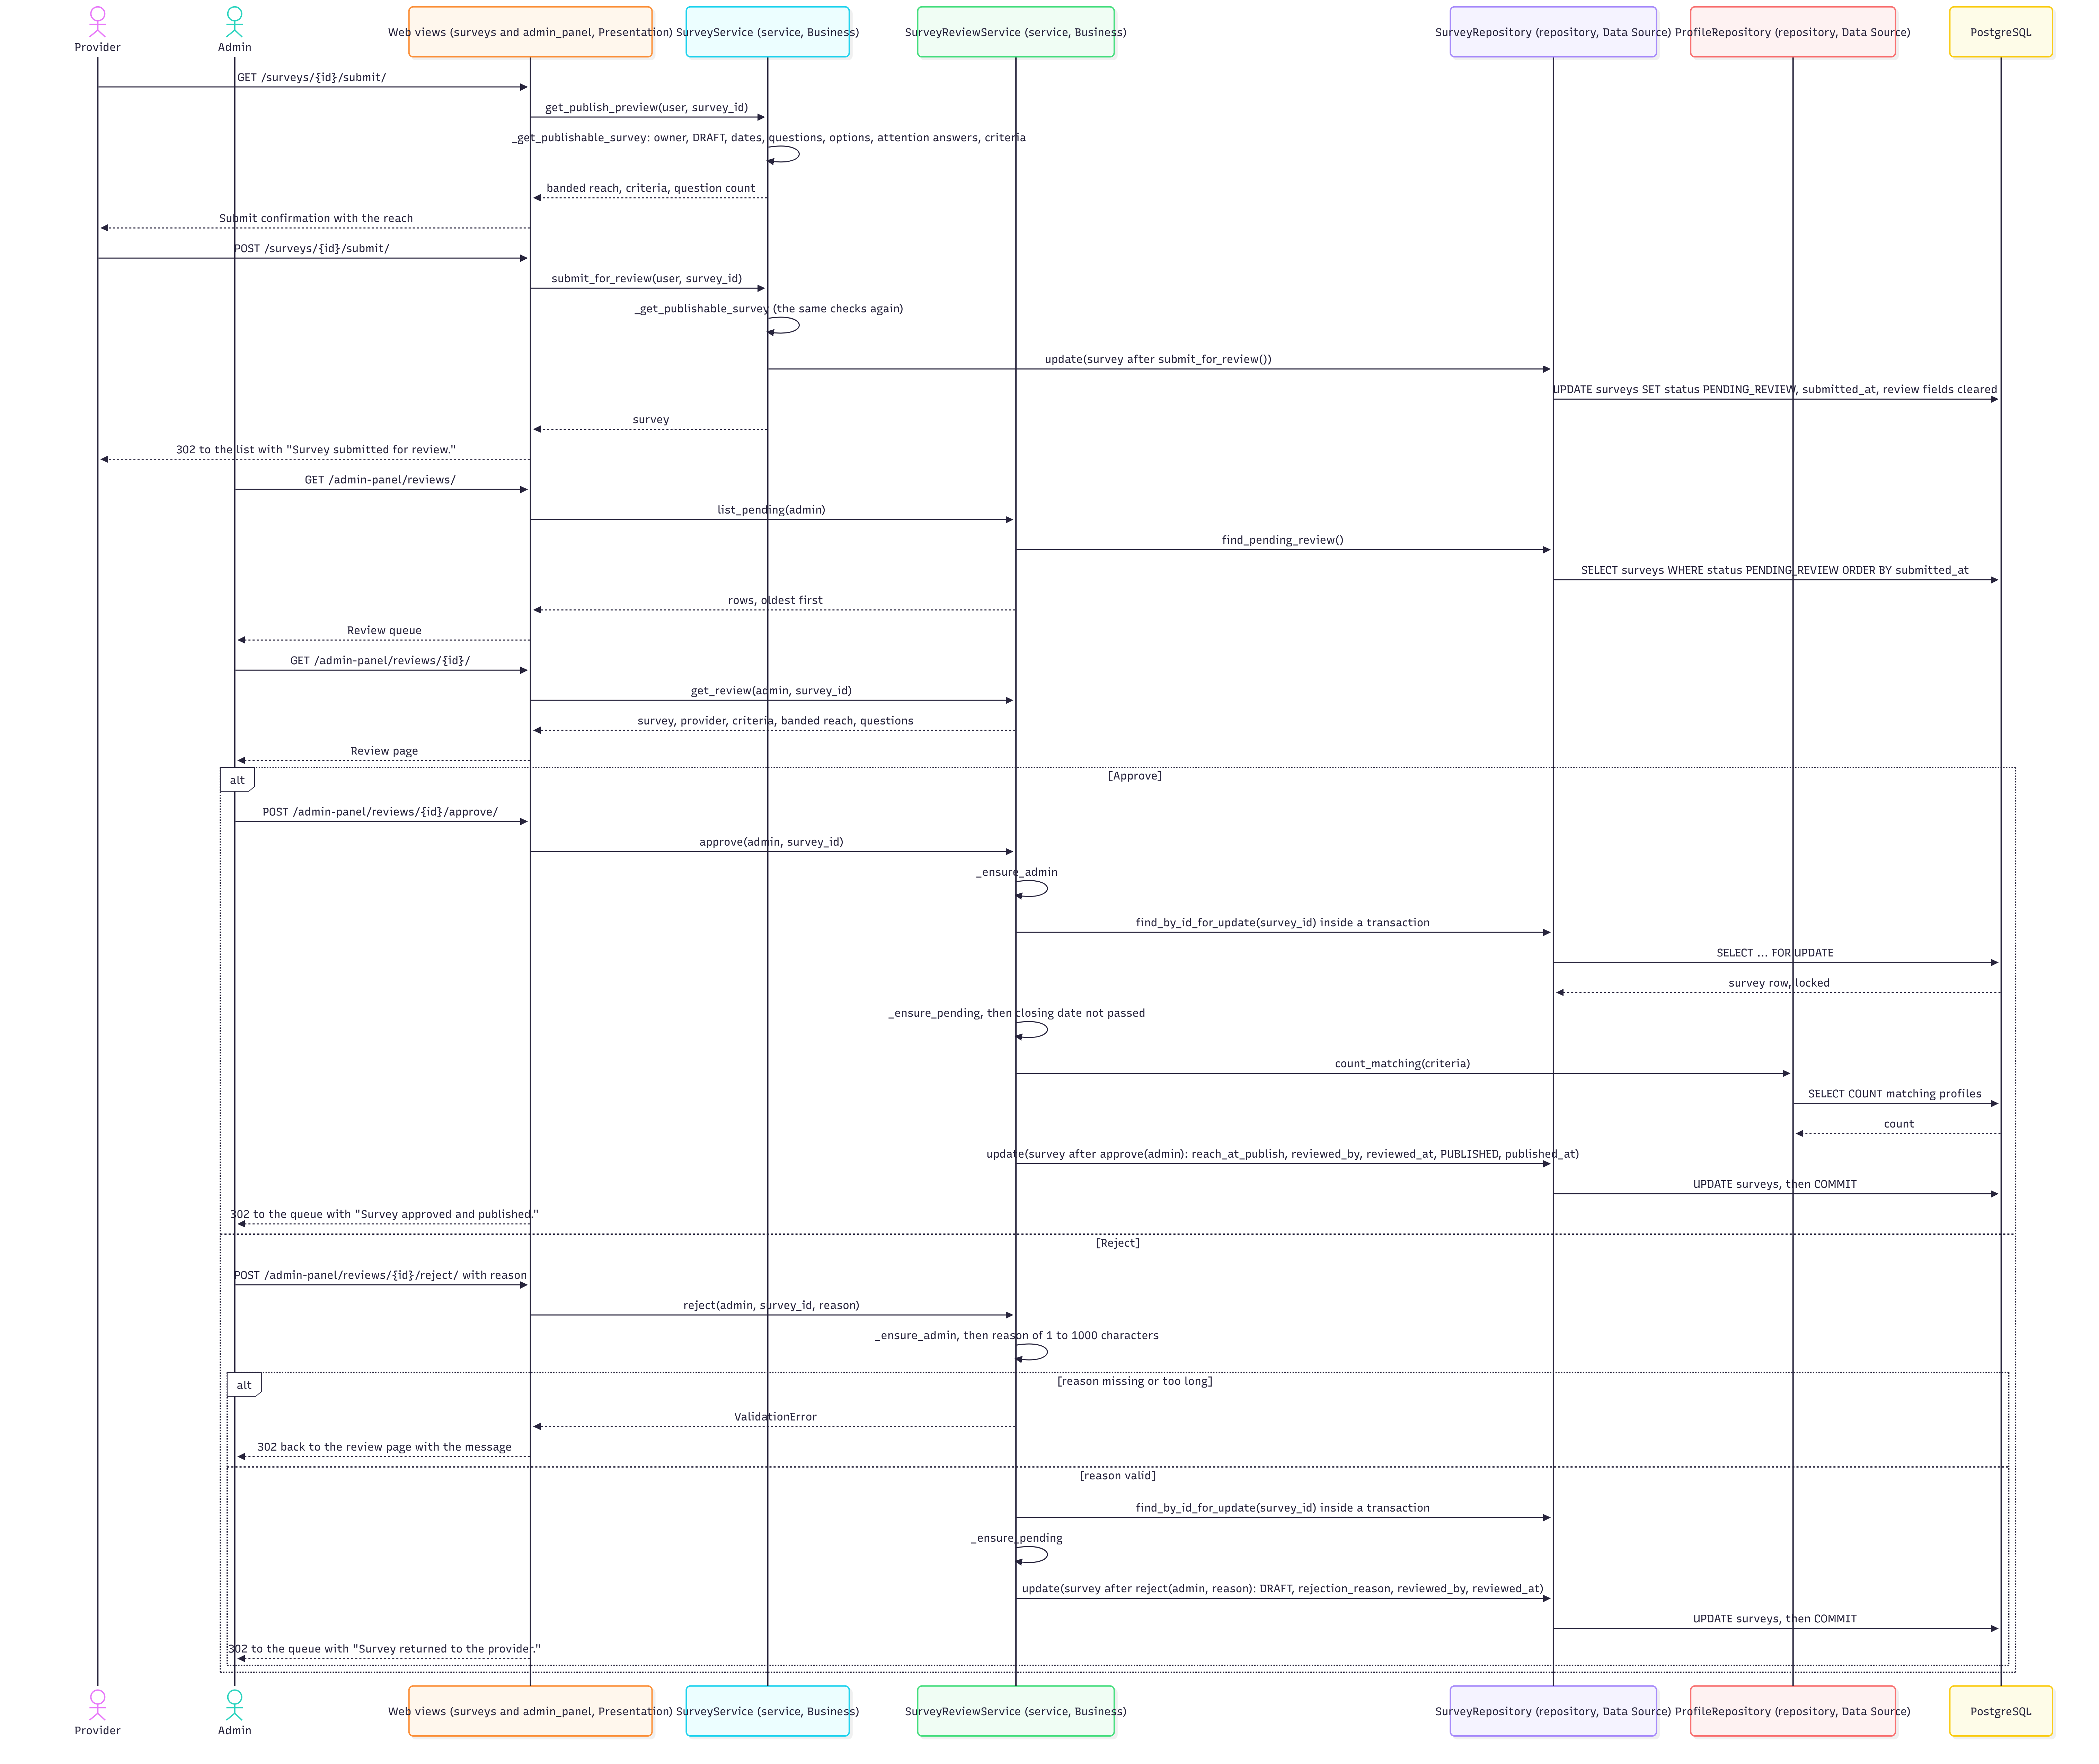 Provider
Admin
Web views (surveys and admin_panel, Presentation)
SurveyService (service, Business)
SurveyReviewService (service, Business)
SurveyRepository (repository, Data Source)
ProfileRepository (repository, Data Source)
PostgreSQL
GET /surveys/{id}/submit/
get_publish_preview(user, survey_id)
_get_publishable_survey: owner, DRAFT, dates, questions, options, attention answers, criteria
banded reach, criteria, question count
Submit confirmation with the reach
POST /surveys/{id}/submit/
submit_for_review(user, survey_id)
_get_publishable_survey (the same checks again)
update(survey after submit_for_review())
UPDATE surveys SET status PENDING_REVIEW, submitted_at, review fields cleared
survey
302 to the list with "Survey submitted for review."
GET /admin-panel/reviews/
list_pending(admin)
find_pending_review()
SELECT surveys WHERE status PENDING_REVIEW ORDER BY submitted_at
rows, oldest first
Review queue
GET /admin-panel/reviews/{id}/
get_review(admin, survey_id)
survey, provider, criteria, banded reach, questions
Review page
alt
[Approve]
POST /admin-panel/reviews/{id}/approve/
approve(admin, survey_id)
_ensure_admin
find_by_id_for_update(survey_id) inside a transaction
SELECT ... FOR UPDATE
survey row, locked
_ensure_pending, then closing date not passed
count_matching(criteria)
SELECT COUNT matching profiles
count
update(survey after approve(admin): reach_at_publish, reviewed_by, reviewed_at, PUBLISHED, published_at)
UPDATE surveys, then COMMIT
302 to the queue with "Survey approved and published."
[Reject]
POST /admin-panel/reviews/{id}/reject/ with reason
reject(admin, survey_id, reason)
_ensure_admin, then reason of 1 to 1000 characters
alt
[reason missing or too long]
ValidationError
302 back to the review page with the message
[reason valid]
find_by_id_for_update(survey_id) inside a transaction
_ensure_pending
update(survey after reject(admin, reason): DRAFT, rejection_reason, reviewed_by, reviewed_at)
UPDATE surveys, then COMMIT
302 to the queue with "Survey returned to the provider."
Provider
Admin
Web views (surveys and admin_panel, Presentation)
SurveyService (service, Business)
SurveyReviewService (service, Business)
SurveyRepository (repository, Data Source)
ProfileRepository (repository, Data Source)
PostgreSQL